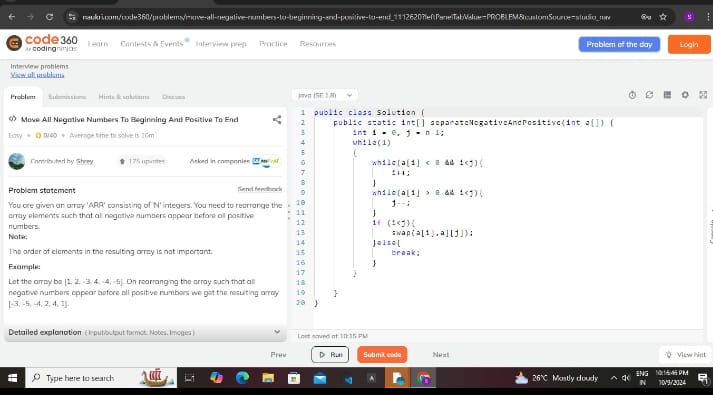 naukri.com/code360/problems/move-all-negative-numbers-to-beginning-and-positive-to-end_1112620?leftPanelTabValue=PROBLEM&customSource=studio_nav
code360
by codingninjas
Learn
Contests & Events
Interview prep
Practice
Resources
Problem of the day
Login
Interview problems
View all problems
Problem
Submissions
Hints & solutions
Discuss
</> Move All Negative Numbers To Beginning And Positive To End
Easy
0/40
Average time to solve is 10m
Contributed by Shrey
175 upvotes
Asked in companies
Problem statement
Send feedback
You are given an array 'ARR' consisting of 'N' integers. You need to rearrange the
array elements such that all negative numbers appear before all positive
numbers.
Note:
The order of elements in the resulting array is not important.
Example:
Let the array be [1, 2, -3, 4, -4, -5]. On rearranging the array such that all
negative numbers appear before all positive numbers we get the resulting array
[-3, -5, -4, 2, 4, 1].
Detailed explanation ( Input/output format, Notes, Images )
Java (SE 1.8)
1 public class Solution {
2 public static int[] separateNegativeAndPositive(int a[]) {
3 int i = 0, j = n-1;
4 while(1)
5 {
6 while(a[i] < 0 && i<j){
7 i++;
8 }
9 while(a[j] > 0 && i<j){
10 j--;
11 }
12 if (i<j){
13 swap(a[i],a[j]);
14 }else{
15 break;
16 }
17 }
18
19 }
20 }
Last saved at 10:15 PM
Prev
Run
Submit code
Next
View hint
Type here to search
26°C Mostly cloudy
ENG
IN
10:16:46 PM
10/9/2024